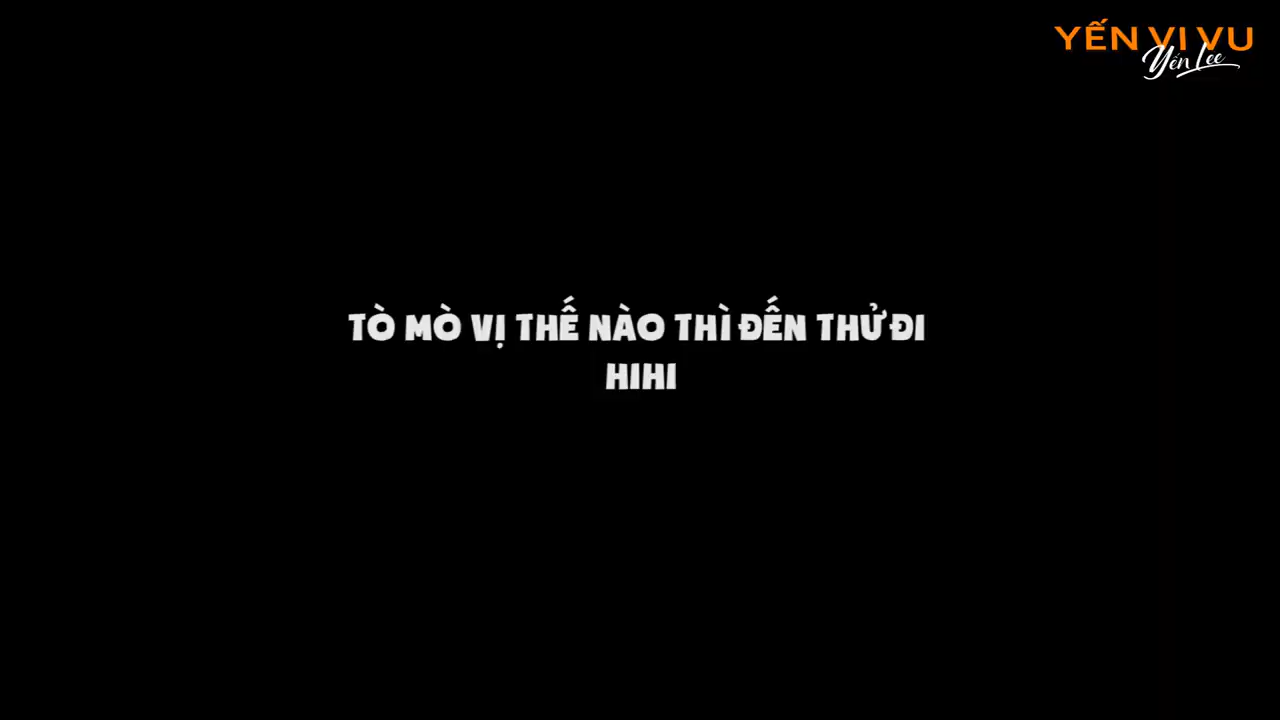 YẾN VI VU
Yến Lee
TÒ MÒ VỊ THẾ NÀO THÌ ĐẾN THỬ ĐI
HIHI